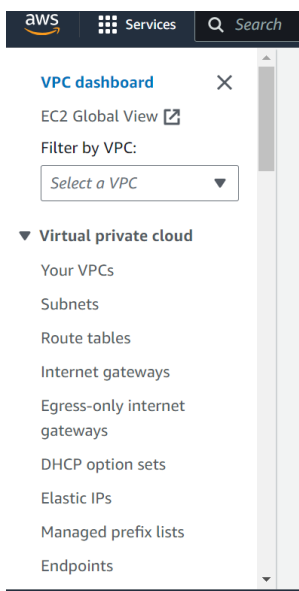 aws Services Search
VPC dashboard
EC2 Global View
Filter by VPC:
Select a VPC
Virtual private cloud
Your VPCs
Subnets
Route tables
Internet gateways
Egress-only internet
gateways
DHCP option sets
Elastic IPs
Managed prefix lists
Endpoints